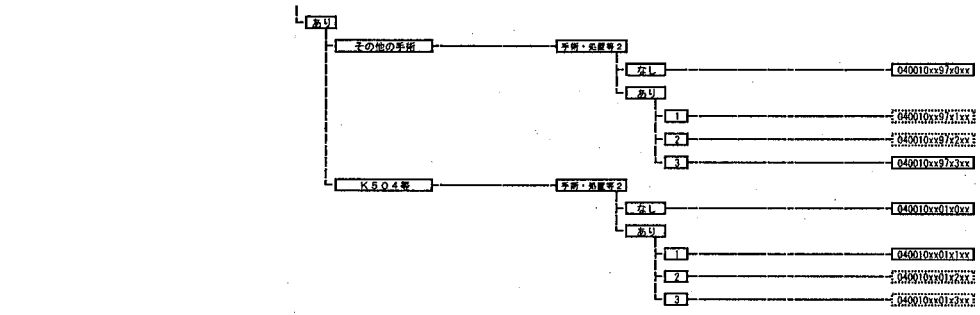 あり
その他の手術
手術・処置等2
なし
040010xx97x0xx
あり
1
040010xx97x1xx
2
040010xx97x2xx
3
040010xx97x3xx
K504等
手術・処置等2
なし
040010xx01x0xx
あり
1
040010xx01x1xx
2
040010xx01x2xx
3
040010xx01x3xx